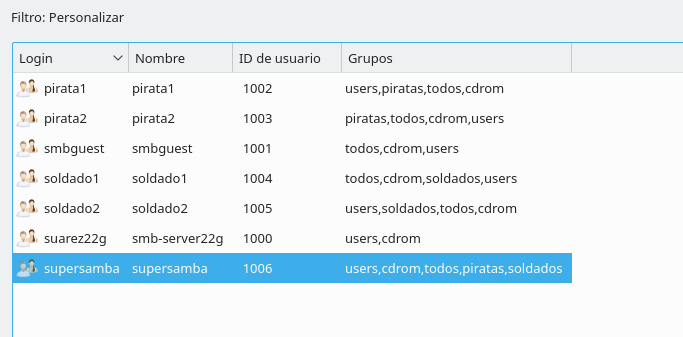 Filtro: Personalizar
Login Nombre ID de usuario Grupos
pirata1 pirata1 1002 users,piratas,todos,cdrom
pirata2 pirata2 1003 piratas,todos,cdrom,users
smbguest smbguest 1001 todos,cdrom,users
soldado1 soldado1 1004 todos,cdrom,soldados,users
soldado2 soldado2 1005 users,soldados,todos,cdrom
suarez22g smb-server22g 1000 users,cdrom
supersamba supersamba 1006 users,cdrom,todos,piratas,soldados